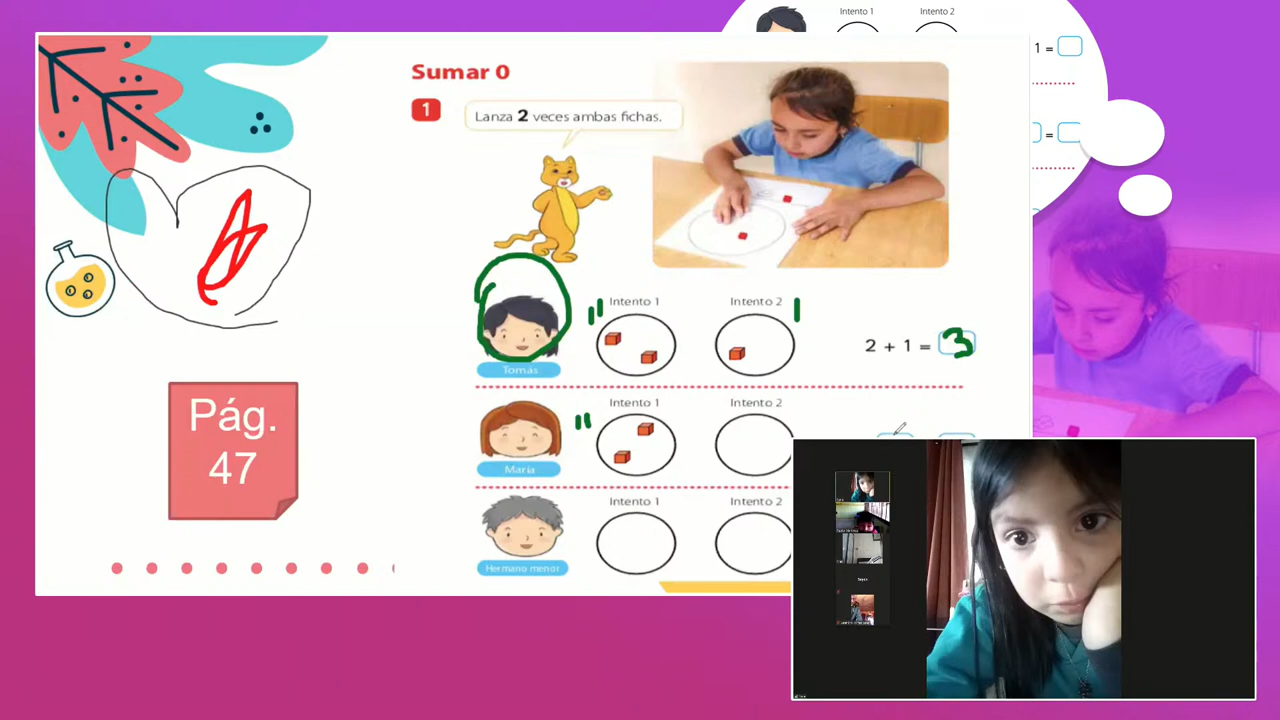 Intento 1 Intento 2
1 =
=
Sumar 0
1
Lanza 2 veces ambas fichas.
Intento 1 Intento 2
2 + 1 = 3
Tomás
Intento 1 Intento 2
María
Intento 1 Intento 2
Hermano menor
Pág.
47